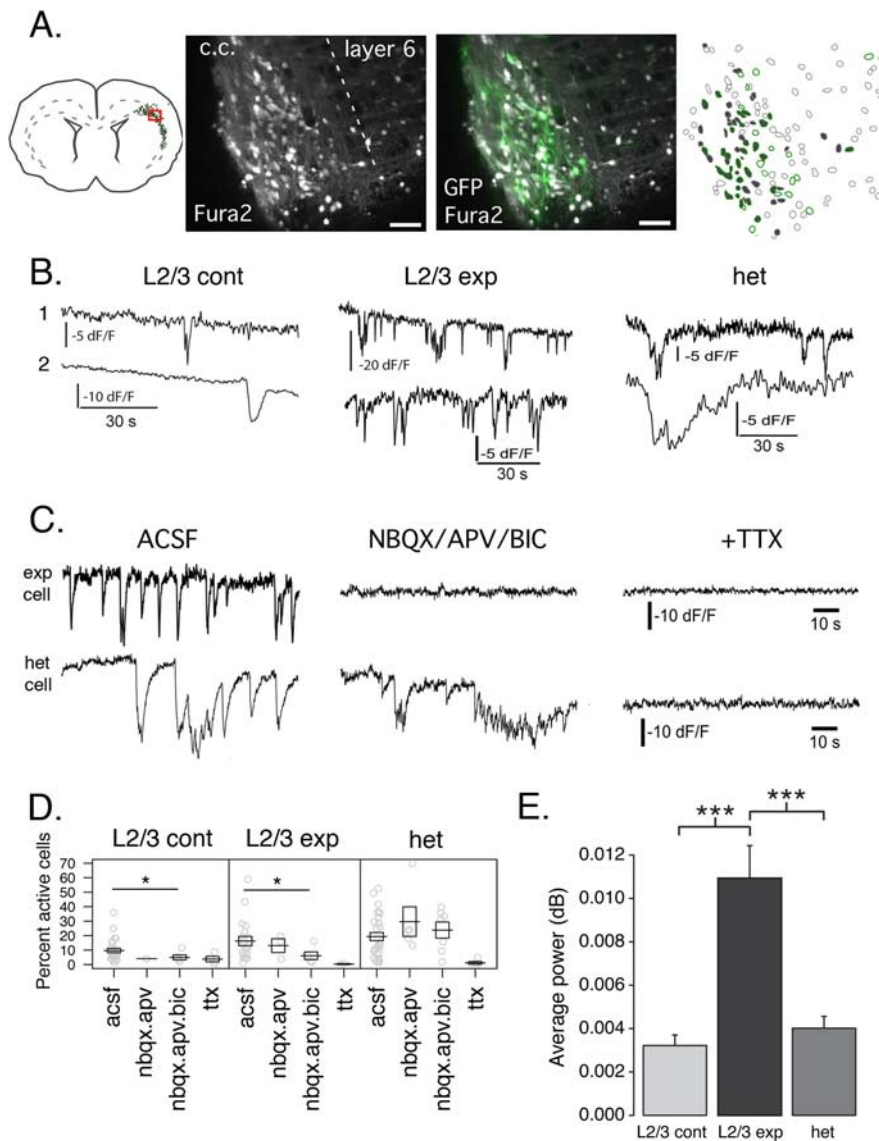 A.
c.c. layer 6
Fura2
GFP
Fura2
B.
L2/3 cont L2/3 exp het
1
-5 dF/F
-20 dF/F
-5 dF/F
2
-10 dF/F
30 s
-5 dF/F
30 s
-5 dF/F
30 s
C.
ACSF NBQX/APV/BIC +TTX
exp
cell
-10 dF/F
10 s
het
cell
-10 dF/F
10 s
D.
L2/3 cont L2/3 exp het
Percent active cells
70
60
50
40
30
20
10
0
* *
acsf nbqx.apv nbqx.apv.bic ttx acsf nbqx.apv nbqx.apv.bic ttx acsf nbqx.apv nbqx.apv.bic ttx
E.
*** ***
Average power (dB)
0.012
0.010
0.008
0.006
0.004
0.002
0.000
L2/3 cont L2/3 exp het